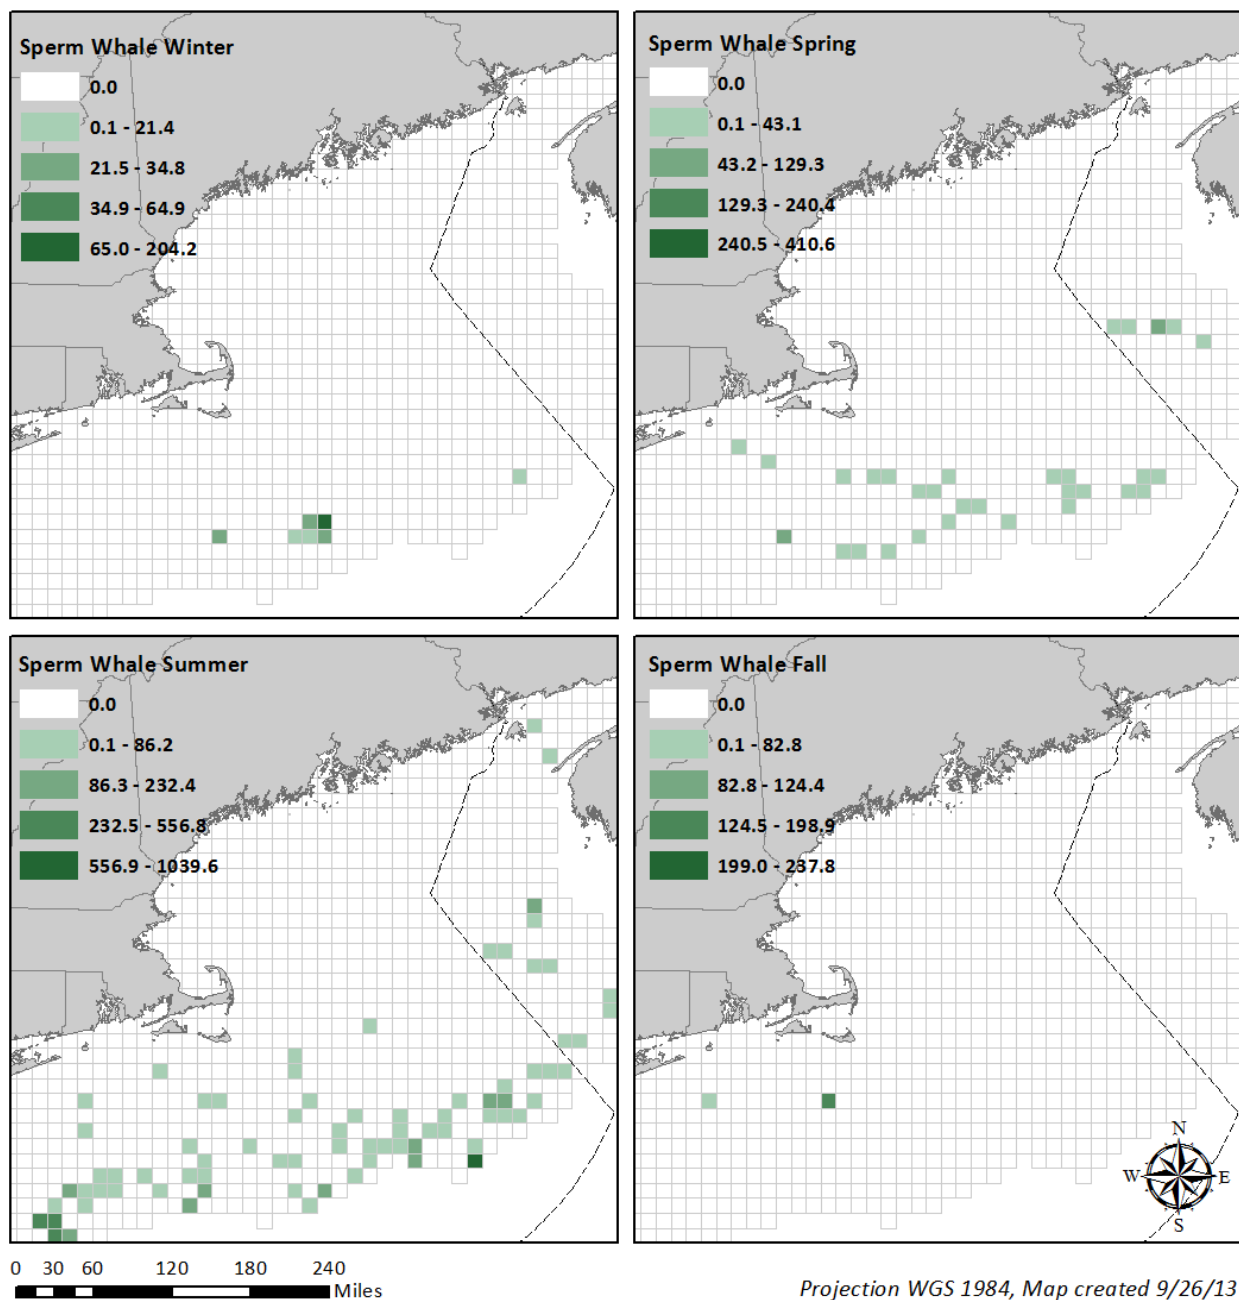 Sperm Whale Winter
0.0
0.1 - 21.4
21.5 - 34.8
34.9 - 64.9
65.0 - 204.2
Sperm Whale Spring
0.0
0.1 - 43.1
43.2 - 129.3
129.3 - 240.4
240.5 - 410.6
Sperm Whale Summer
0.0
0.1 - 86.2
86.3 - 232.4
232.5 - 556.8
556.9 - 1039.6
Sperm Whale Fall
0.0
0.1 - 82.8
82.8 - 124.4
124.5 - 198.9
199.0 - 237.8
N
W E
S
0 30 60 120 180 240
Miles
Projection WGS 1984, Map created 9/26/13